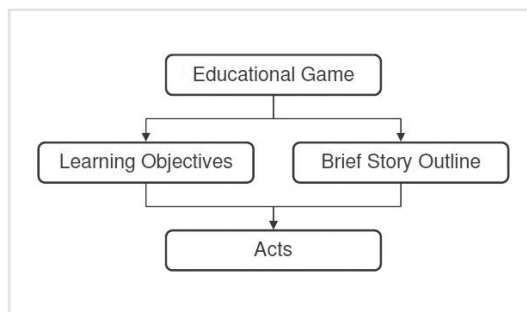 Educational Game
Learning Objectives
Brief Story Outline
Acts